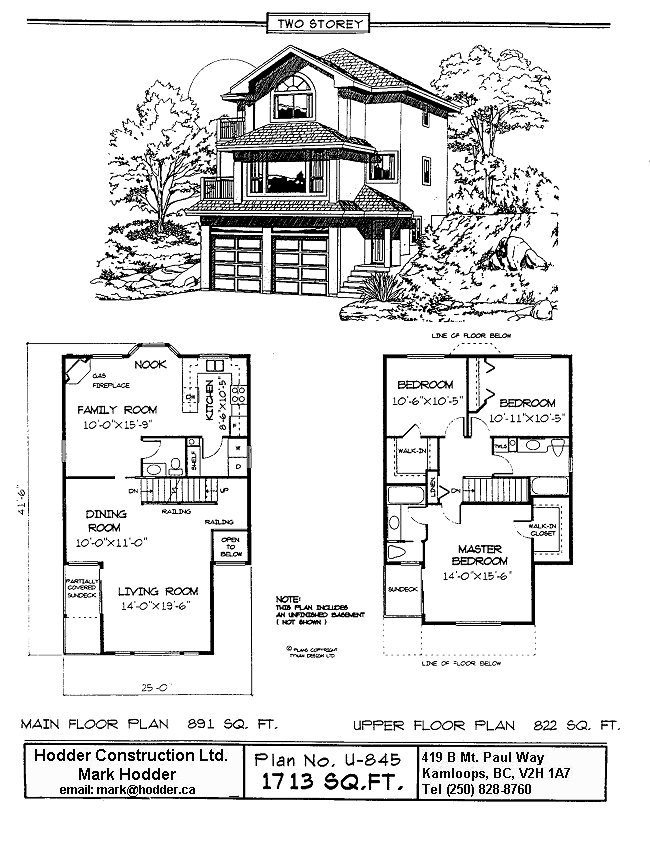 TWO STOREY
LINE OF FLOOR BELOW
NOOK
GAS
FIREPLACE
FAMILY ROOM
10'-0"X15'-9"
KITCHEN
8'-6"X10'-5"
DW
F
W
D
SHELF
DN
UP
RAILING
RAILING
DINING
ROOM
10'-0"X11'-0"
OPEN
TO
BELOW
PARTIALLY
COVERED
SUNDECK
LIVING ROOM
14'-0"X19'-6"
41'-6"
25'-0"
BEDROOM
10'-6"X10'-5"
BEDROOM
10'-11"X10'-5"
WALK-IN
TWLS
LINEN
DN
WALK-IN
CLOSET
MASTER
BEDROOM
14'-0"X15'-6"
SUNDECK
LINE OF FLOOR BELOW
NOTE:
THIS PLAN INCLUDES
AN UNFINISHED BASEMENT
( NOT SHOWN )
© PLANS COPYRIGHT
TYNAN DESIGN LTD
MAIN FLOOR PLAN 891 SQ. FT.
UPPER FLOOR PLAN 822 SQ. FT.
Hodder Construction Ltd.
Mark Hodder
email: mark@hodder.ca
Plan No. U-845
1713 SQ.FT.
419 B Mt. Paul Way
Kamloops, BC, V2H 1A7
Tel (250) 828-8760